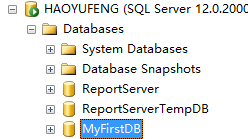 HAOYUFENG (SQL Server 12.0.2000
Databases
System Databases
Database Snapshots
ReportServer
ReportServerTempDB
MyFirstDB